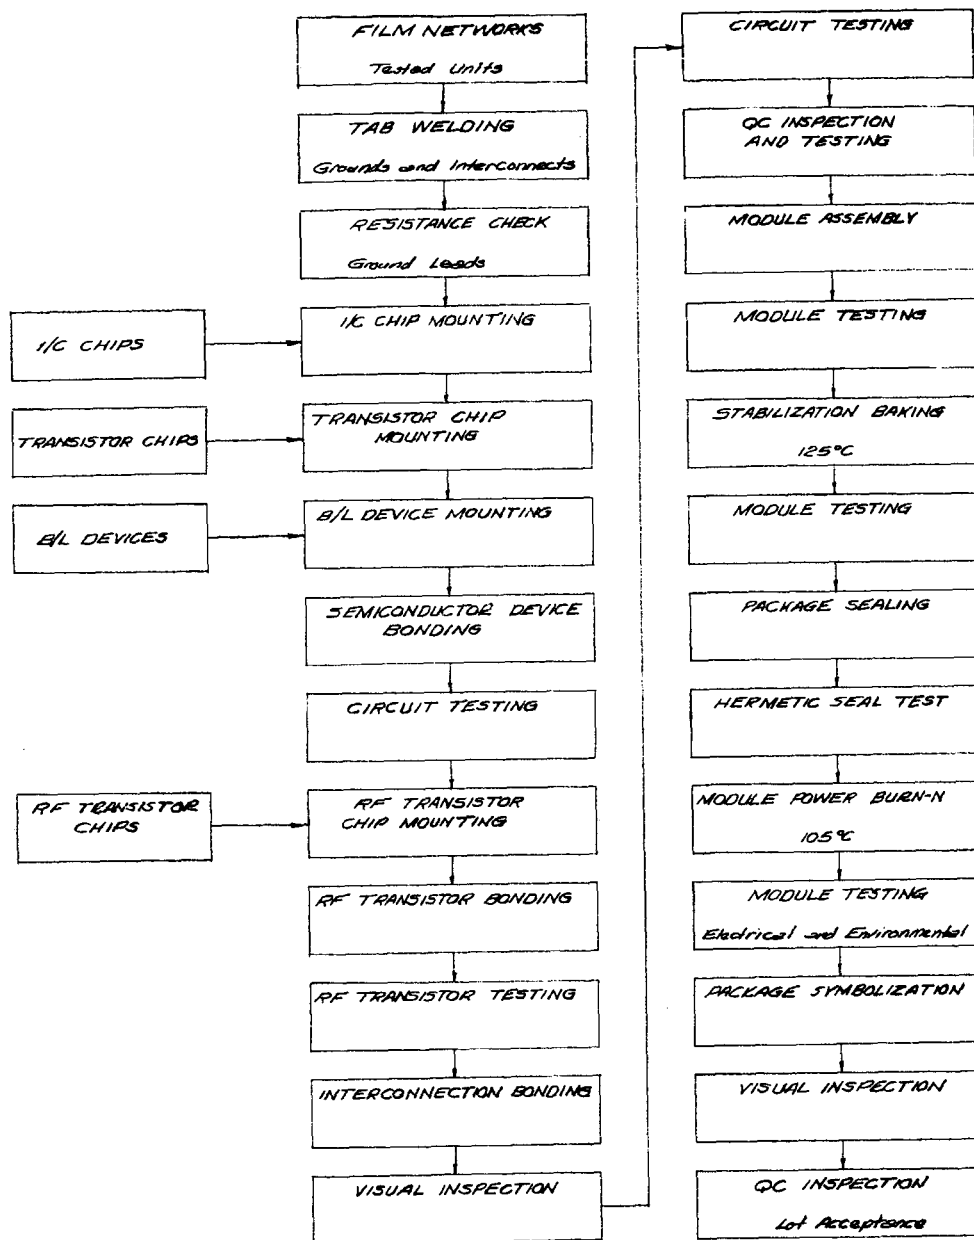 FILM NETWORKS
Tested Units
TAB WELDING
Grounds and Interconnects
RESISTANCE CHECK
Ground Leads
I/C CHIPS
I/C CHIP MOUNTING
TRANSISTOR CHIPS
TRANSISTOR CHIP
MOUNTING
B/L DEVICES
B/L DEVICE MOUNTING
SEMICONDUCTOR DEVICE
BONDING
CIRCUIT TESTING
RF TRANSISTOR
CHIPS
RF TRANSISTOR
CHIP MOUNTING
RF TRANSISTOR BONDING
RF TRANSISTOR TESTING
INTERCONNECTION BONDING
VISUAL INSPECTION
CIRCUIT TESTING
QC INSPECTION
AND TESTING
MODULE ASSEMBLY
MODULE TESTING
STABILIZATION BAKING
125°C
MODULE TESTING
PACKAGE SEALING
HERMETIC SEAL TEST
MODULE POWER BURN-N
105°C
MODULE TESTING
Electrical and Environmental
PACKAGE SYMBOLIZATION
VISUAL INSPECTION
QC INSPECTION
Lot Acceptance